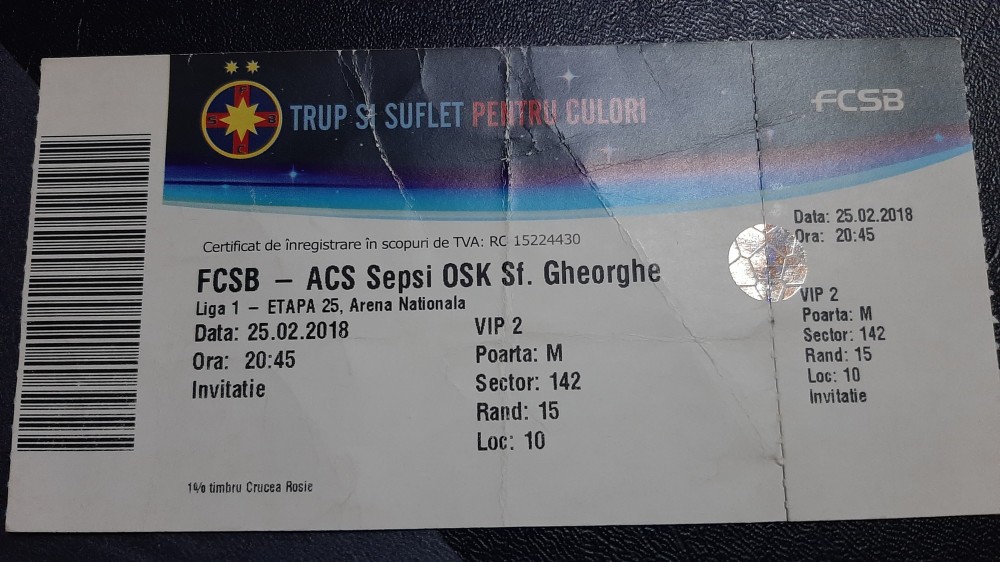 TRUP SI SUFLET PENTRU CULORI
FCSB
FCSB
Certificat de înregistrare în scopuri de TVA: RC 15224430
FCSB – ACS Sepsi OSK Sf. Gheorghe
Liga 1 – ETAPA 25, Arena Nationala
Data: 25.02.2018
Ora: 20:45
Invitatie
VIP 2
Poarta: M
Sector: 142
Rand: 15
Loc: 10
1% timbru Crucea Rosie
Data: 25.02.2018
Ora: 20:45
VIP 2
Poarta: M
Sector: 142
Rand: 15
Loc: 10
Invitatie